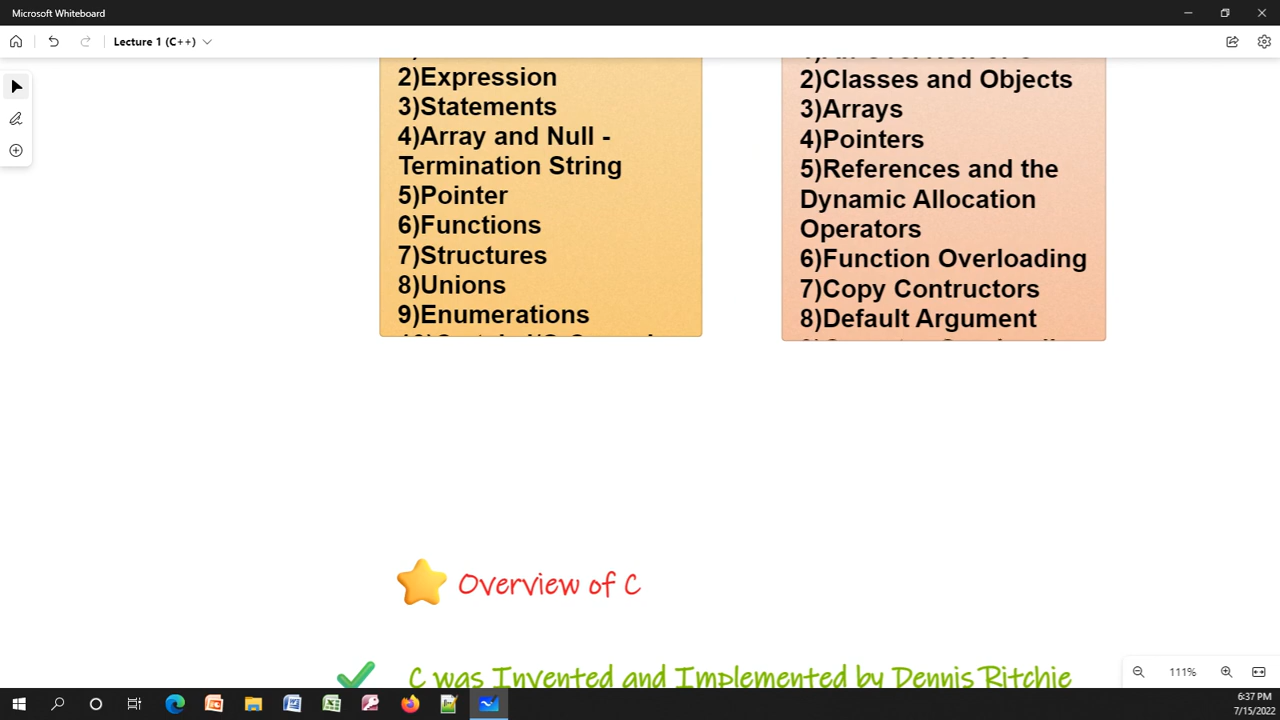 Microsoft Whiteboard
Lecture 1 (C++)
2)Expression
3)Statements
4)Array and Null -
Termination String
5)Pointer
6)Functions
7)Structures
8)Unions
9)Enumerations
2)Classes and Objects
3)Arrays
4)Pointers
5)References and the
Dynamic Allocation
Operators
6)Function Overloading
7)Copy Contructors
8)Default Argument
Overview of C
C was Invented and Implemented by Dennis Ritchie
111%
6:37 PM
7/15/2022